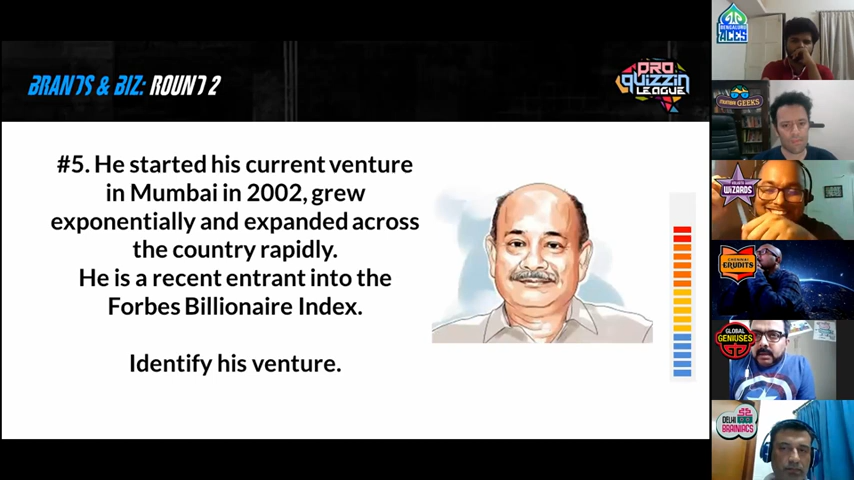 BRANDS & BIZ: ROUND 2
PRO
QUIZZIN
LEAGUE
#5. He started his current venture
in Mumbai in 2002, grew
exponentially and expanded across
the country rapidly.
He is a recent entrant into the
Forbes Billionaire Index.
Identify his venture.
BENGALURU
ACES
GEEKS
WIZARDS
CHENNAI
ERUDITS
GLOBAL
GENIUSES
DELHI
BRAINIACS